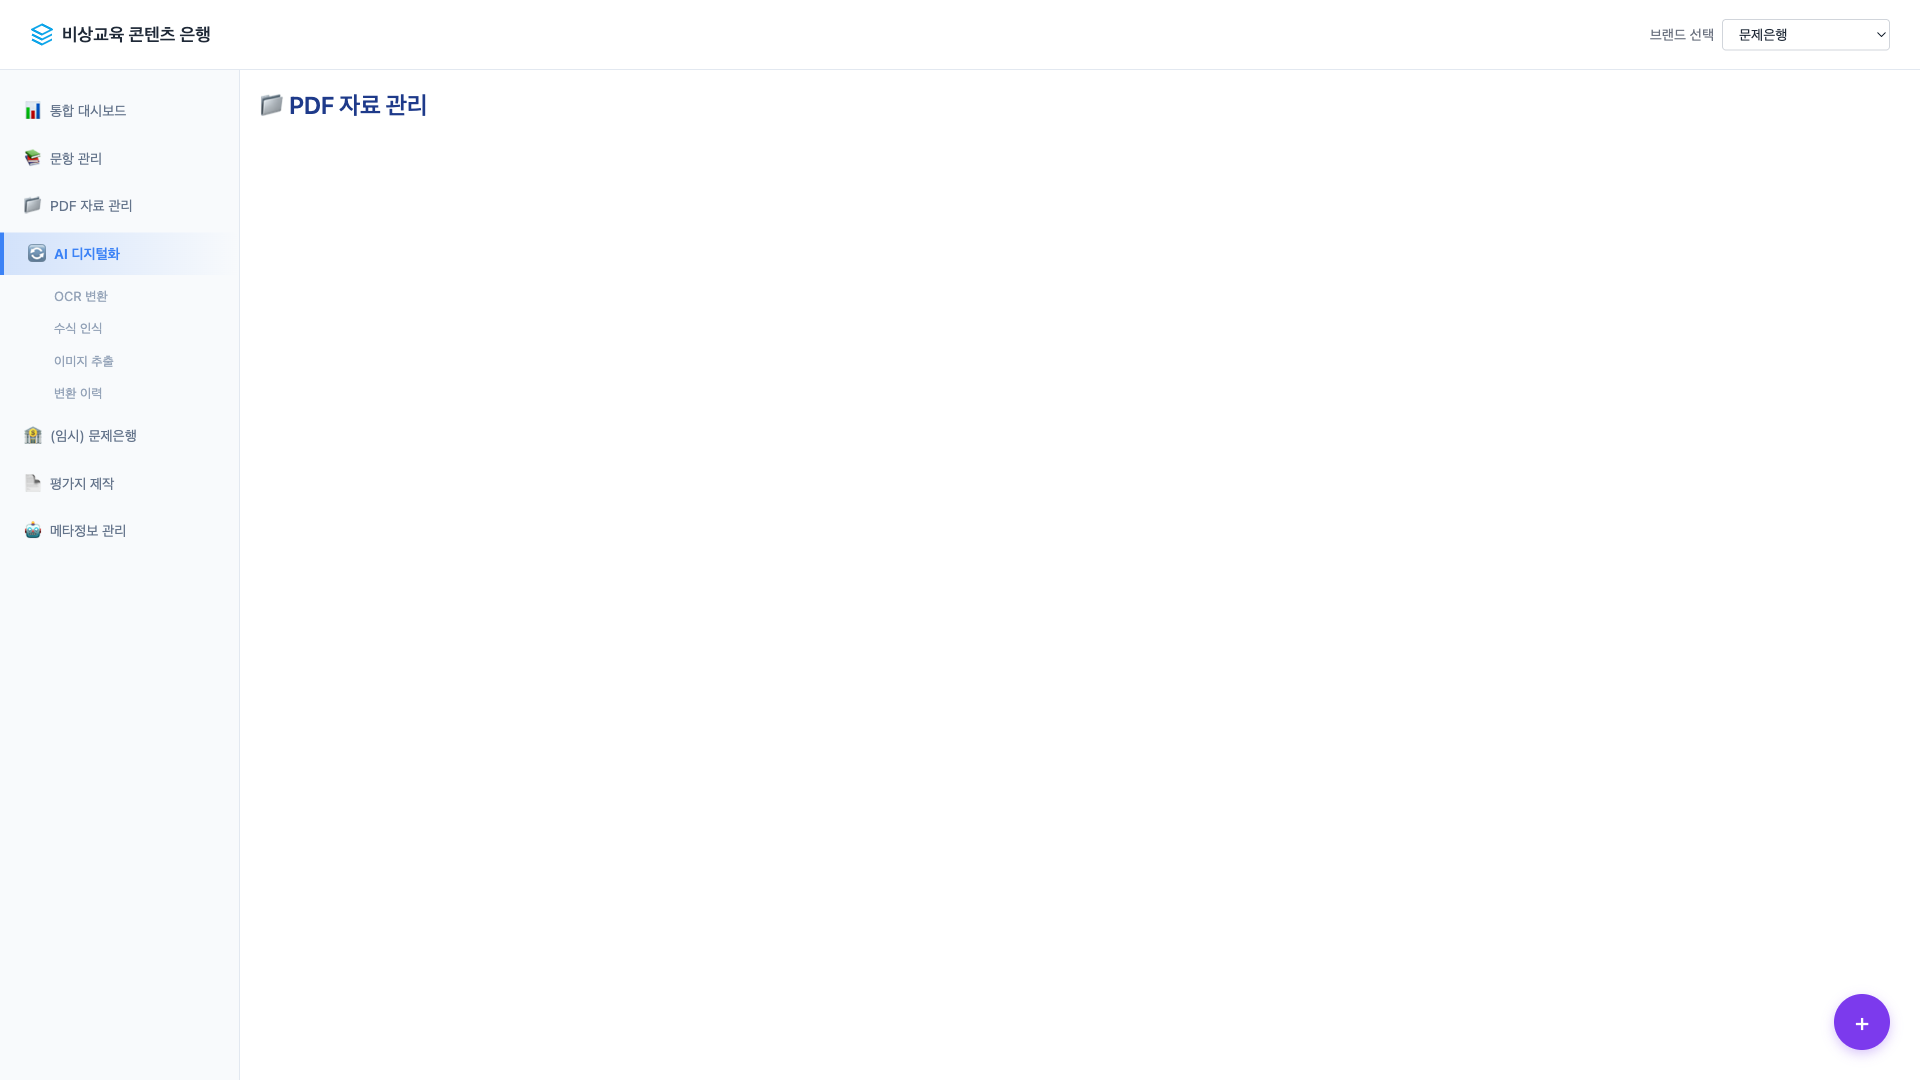 비상교육 콘텐츠 은행
브랜드 선택
문제은행
통합 대시보드
문항 관리
PDF 자료 관리
AI 디지털화
OCR 변환
수식 인식
이미지 추출
변환 이력
(임시) 문제은행
평가지 제작
메타정보 관리
PDF 자료 관리
+